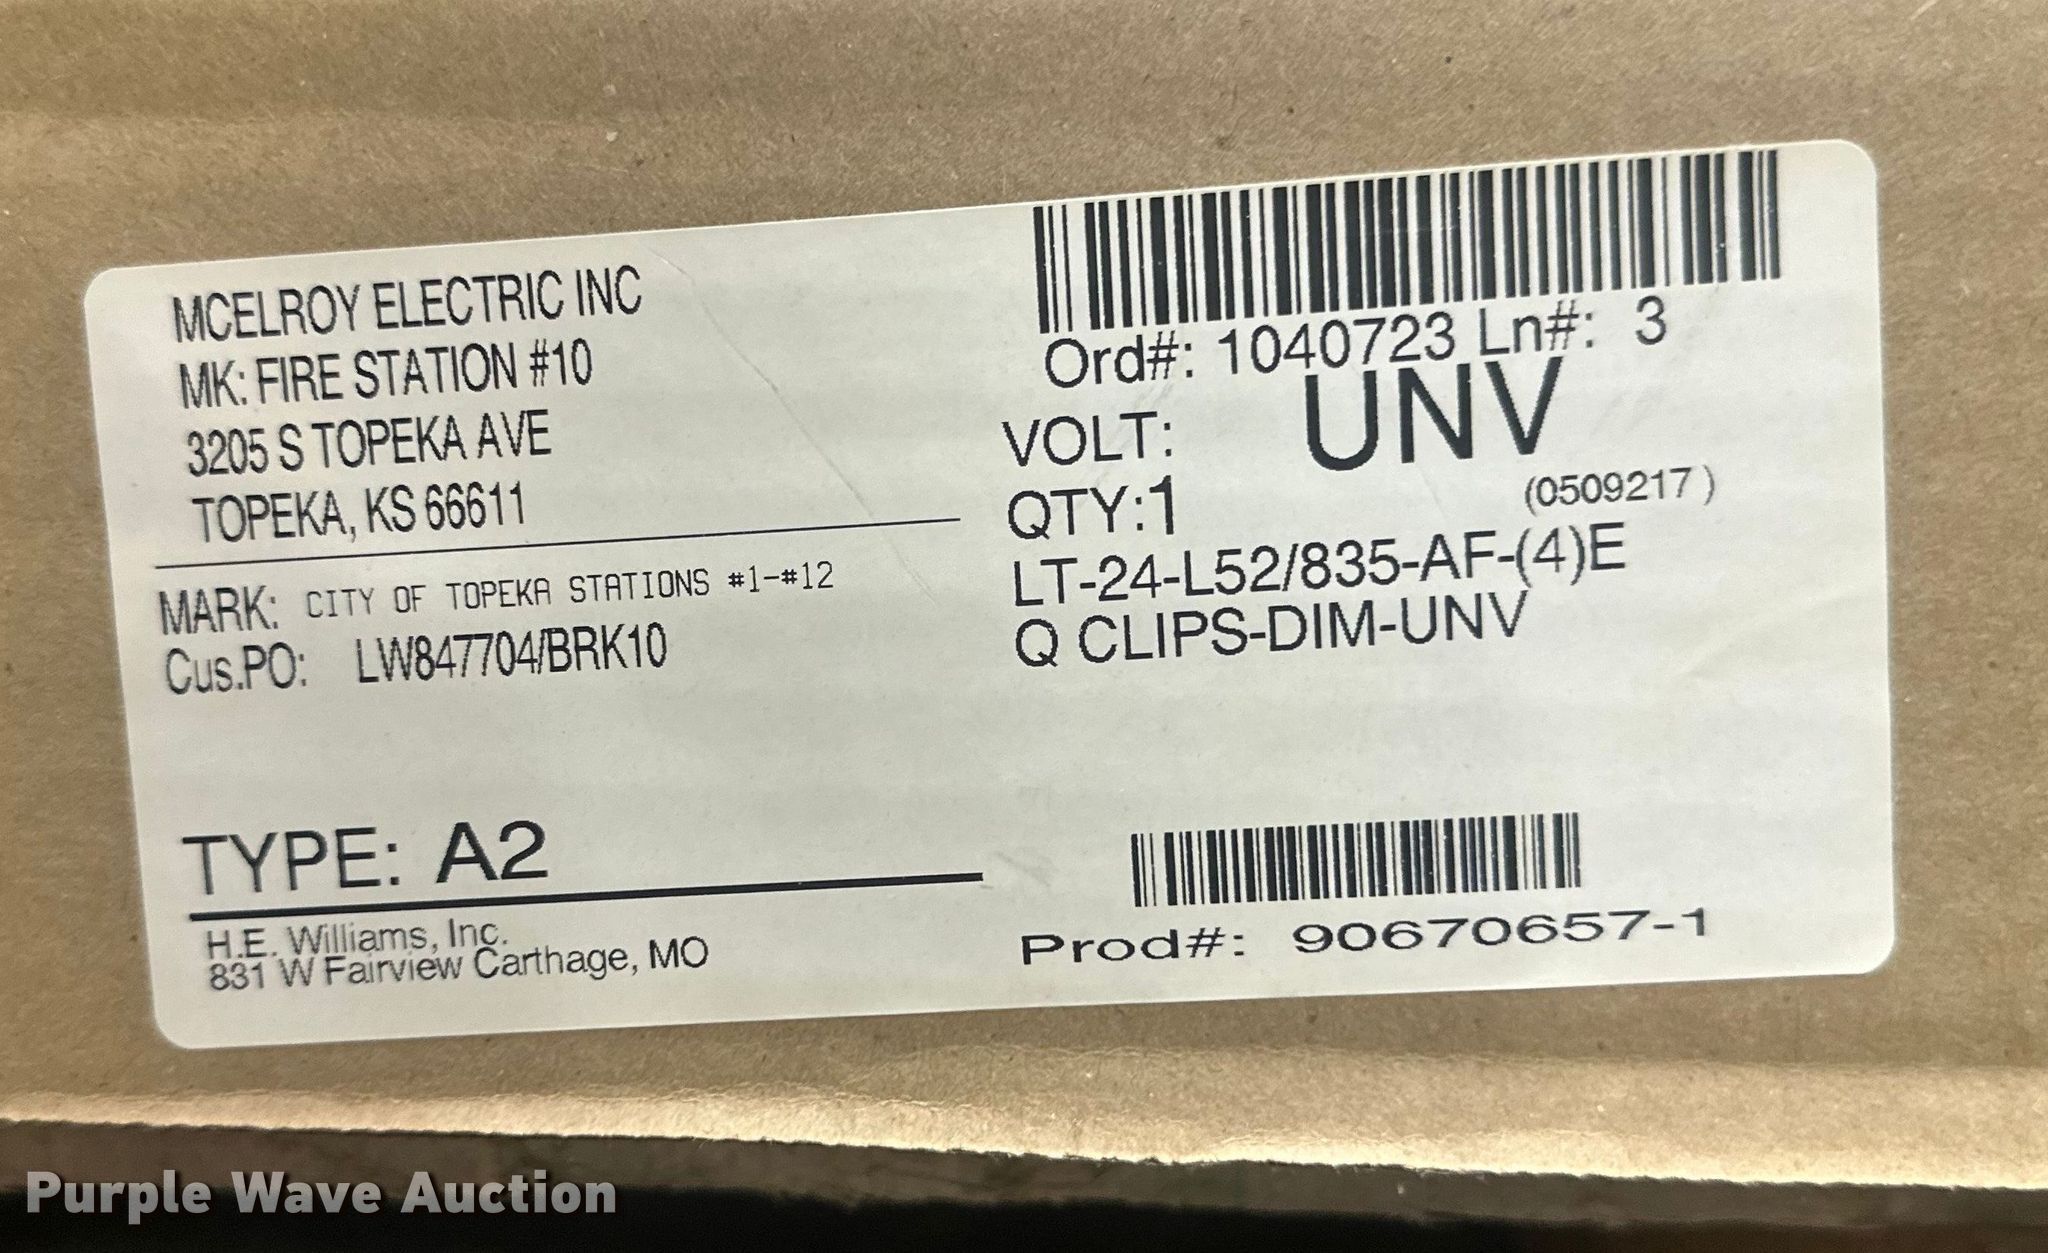 MCELROY ELECTRIC INC
MK: FIRE STATION #10
3205 S TOPEKA AVE
TOPEKA, KS 66611
MARK: CITY OF TOPEKA STATIONS #1-#12
Cus.PO: LW847704/BRK10
TYPE: A2
H.E. Williams, Inc.
831 W Fairview Carthage, MO
Ord#: 1040723 Ln#: 3
VOLT: UNV
QTY:1 (0509217 )
LT-24-L52/835-AF-(4)E
Q CLIPS-DIM-UNV
Prod#: 90670657-1
Purple Wave Auction